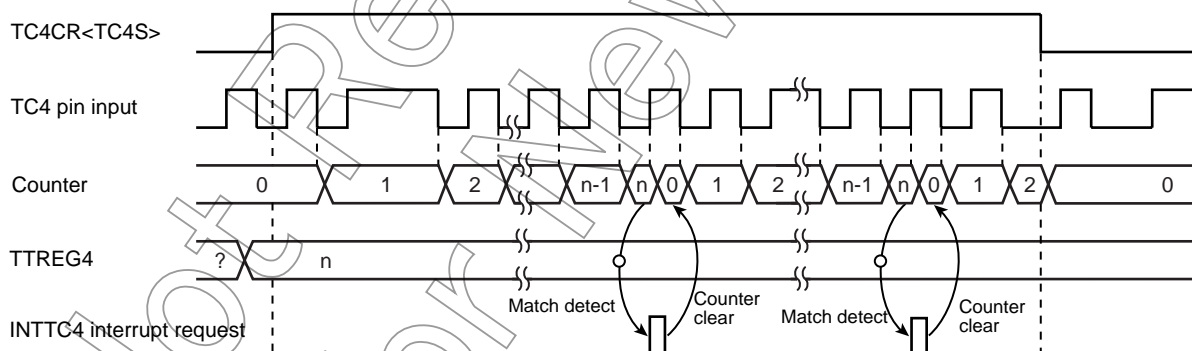 TC4CR<TC4S>
TC4 pin input
Counter
0 1 2 n-1 n 0 1 2 n-1 n 0 1 2 0
TTREG4
? n
Match detect
Counter
clear
Match detect
Counter
clear
INTTC4 interrupt request